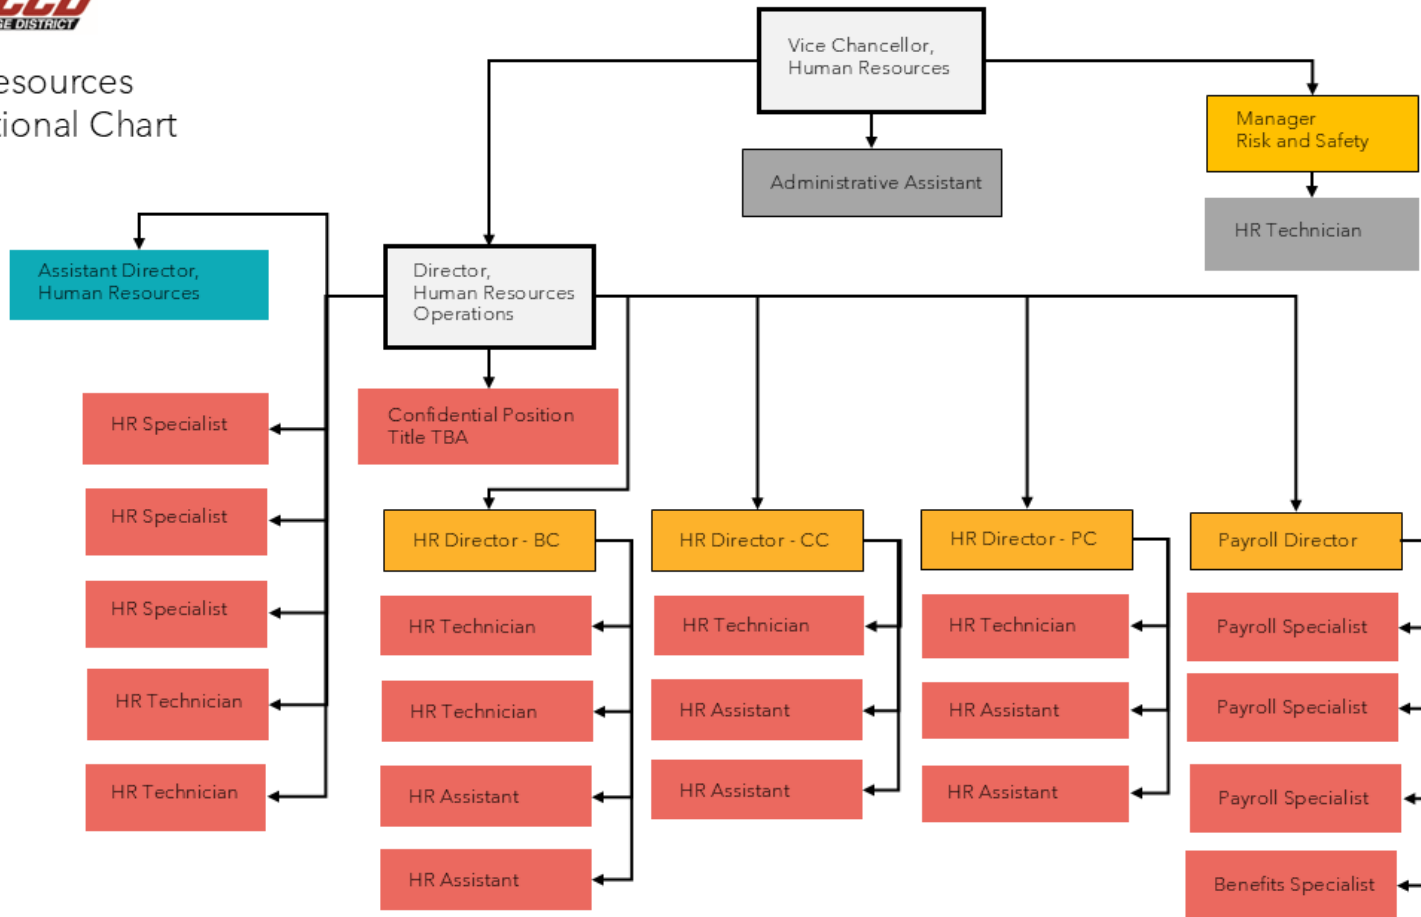 GE DISTRICT
esources
tional Chart
Vice Chancellor,
Human Resources
Manager
Risk and Safety
Administrative Assistant
HR Technician
Assistant Director,
Human Resources
Director,
Human Resources
Operations
HR Specialist
Confidential Position
Title TBA
HR Specialist
HR Specialist
HR Technician
HR Technician
HR Director - BC
HR Technician
HR Technician
HR Assistant
HR Assistant
HR Director - CC
HR Technician
HR Assistant
HR Assistant
HR Director - PC
HR Technician
HR Assistant
HR Assistant
Payroll Director
Payroll Specialist
Payroll Specialist
Payroll Specialist
Benefits Specialist